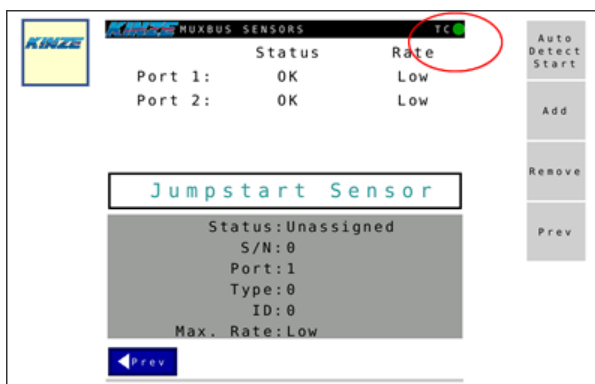 KINZE
KINZE MUXBUS SENSORS TC
Status Rate
Port 1: OK Low
Port 2: OK Low
Jumpstart Sensor
Status:Unassigned
S/N:0
Port:1
Type:0
ID:0
Max. Rate:Low
Prev
Auto
Detect
Start
Add
Remove
Prev